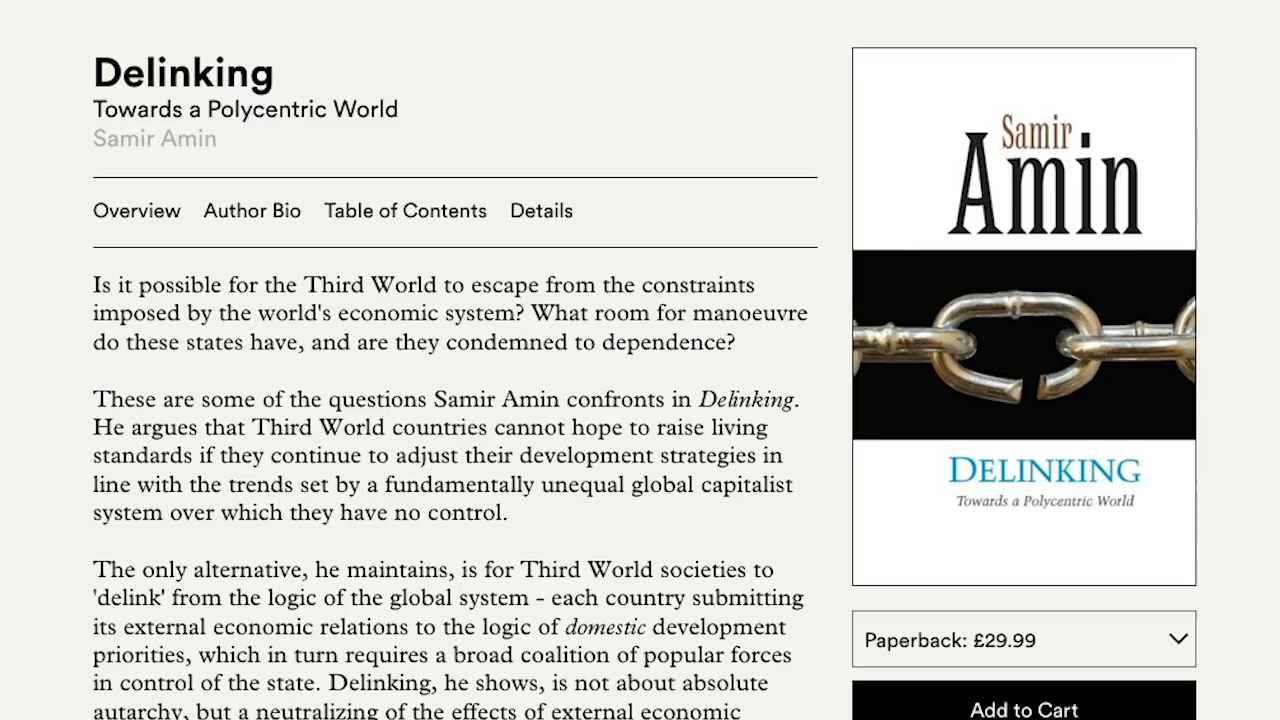 Delinking
Towards a Polycentric World
Samir Amin
Overview Author Bio Table of Contents Details
Is it possible for the Third World to escape from the constraints
imposed by the world's economic system? What room for manoeuvre
do these states have, and are they condemned to dependence?
These are some of the questions Samir Amin confronts in Delinking.
He argues that Third World countries cannot hope to raise living
standards if they continue to adjust their development strategies in
line with the trends set by a fundamentally unequal global capitalist
system over which they have no control.
The only alternative, he maintains, is for Third World societies to
'delink' from the logic of the global system - each country submitting
its external economic relations to the logic of domestic development
priorities, which in turn requires a broad coalition of popular forces
in control of the state. Delinking, he shows, is not about absolute
autarchy, but a neutralizing of the effects of external economic
Samir
Amin
DELINKING
Towards a Polycentric World
Paperback: £29.99
Add to Cart